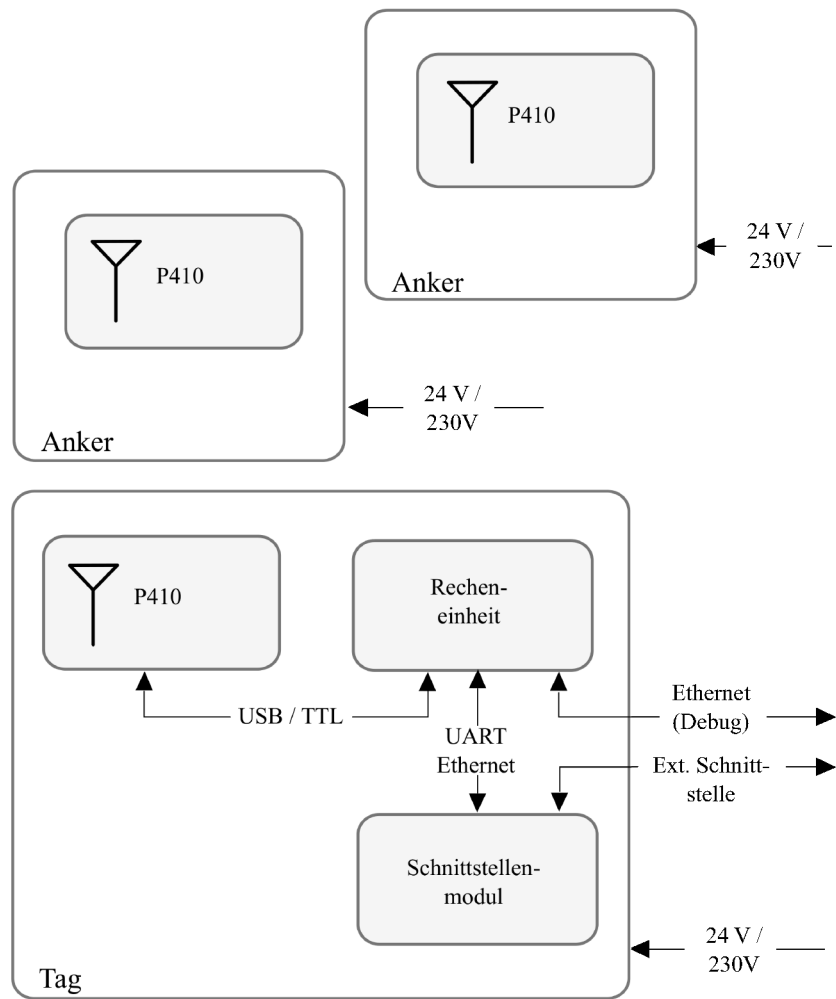 P410
24 V /
230V
Anker
P410
24 V /
230V
Anker
P410
Rechen-
einheit
USB / TTL
UART
Ethernet
Ethernet
(Debug)
Ext. Schnitt-
stelle
Schnittstellen-
modul
24 V /
230V
Tag